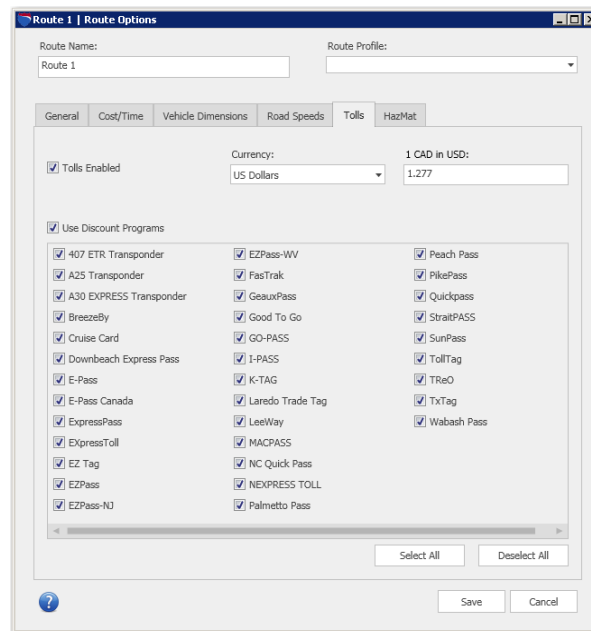 Route 1 | Route Options
Route Name:
Route Profile:
Route 1
General
Cost/Time
Vehicle Dimensions
Road Speeds
Tolls
HazMat
Tolls Enabled
Currency:
1 CAD in USD:
US Dollars
1.277
Use Discount Programs
407 ETR Transponder
A25 Transponder
A30 EXPRESS Transponder
BreezeBy
Cruise Card
Downbeach Express Pass
E-Pass
E-Pass Canada
ExpressPass
EXpressToll
EZ Tag
EZPass
EZPass-NJ
EZPass-WV
FasTrak
GeauxPass
Good To Go
GO-PASS
I-PASS
K-TAG
Laredo Trade Tag
LeeWay
MACPASS
NC Quick Pass
NEXPRESS TOLL
Palmetto Pass
Peach Pass
PikePass
Quickpass
StraitPASS
SunPass
TollTag
TReO
TxTag
Wabash Pass
Select All
Deselect All
?
Save
Cancel